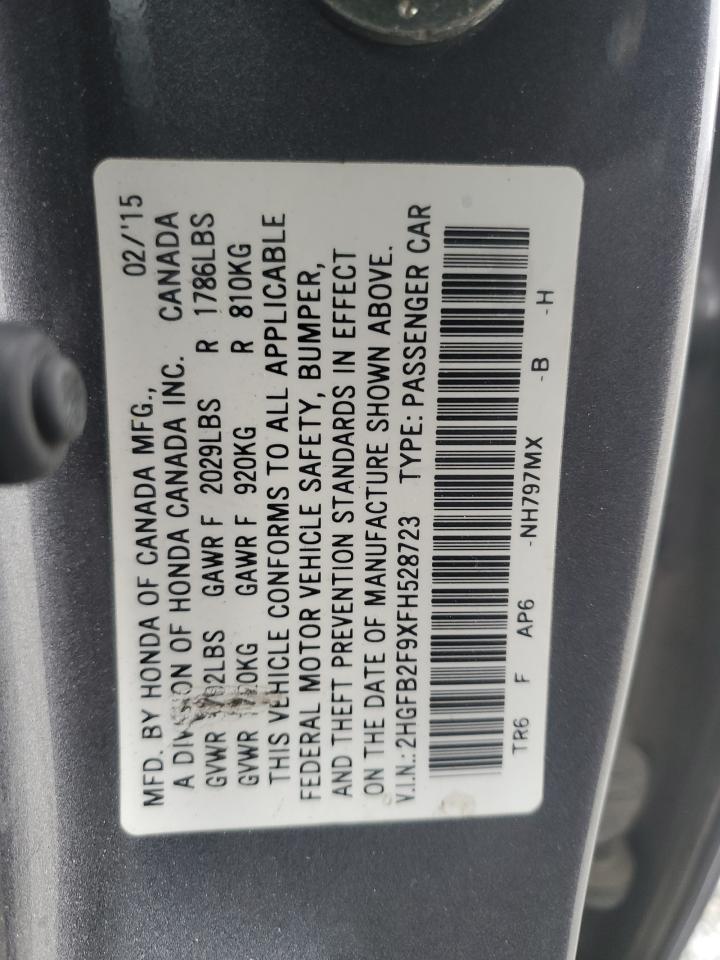 MFD. BY HONDA OF CANADA MFG., 02/'15
A OF HONDA CANADA INC. CANADA
GVWR GAWR F 2029LBS R 1786LBS
GVWR GAWR F 920KG R 810KG
THIS VEHICLE CONFORMS TO ALL APPLICABLE
FEDERAL MOTOR VEHICLE SAFETY, BUMPER,
AND THEFT PREVENTION STANDARDS IN EFFECT
ON THE DATE OF MANUFACTURE SHOWN ABOVE.
V.I.N.: 2HGFB2F9XFH528723 TYPE: PASSENGER CAR
TR6 F AP6 -NH797MX -B -H